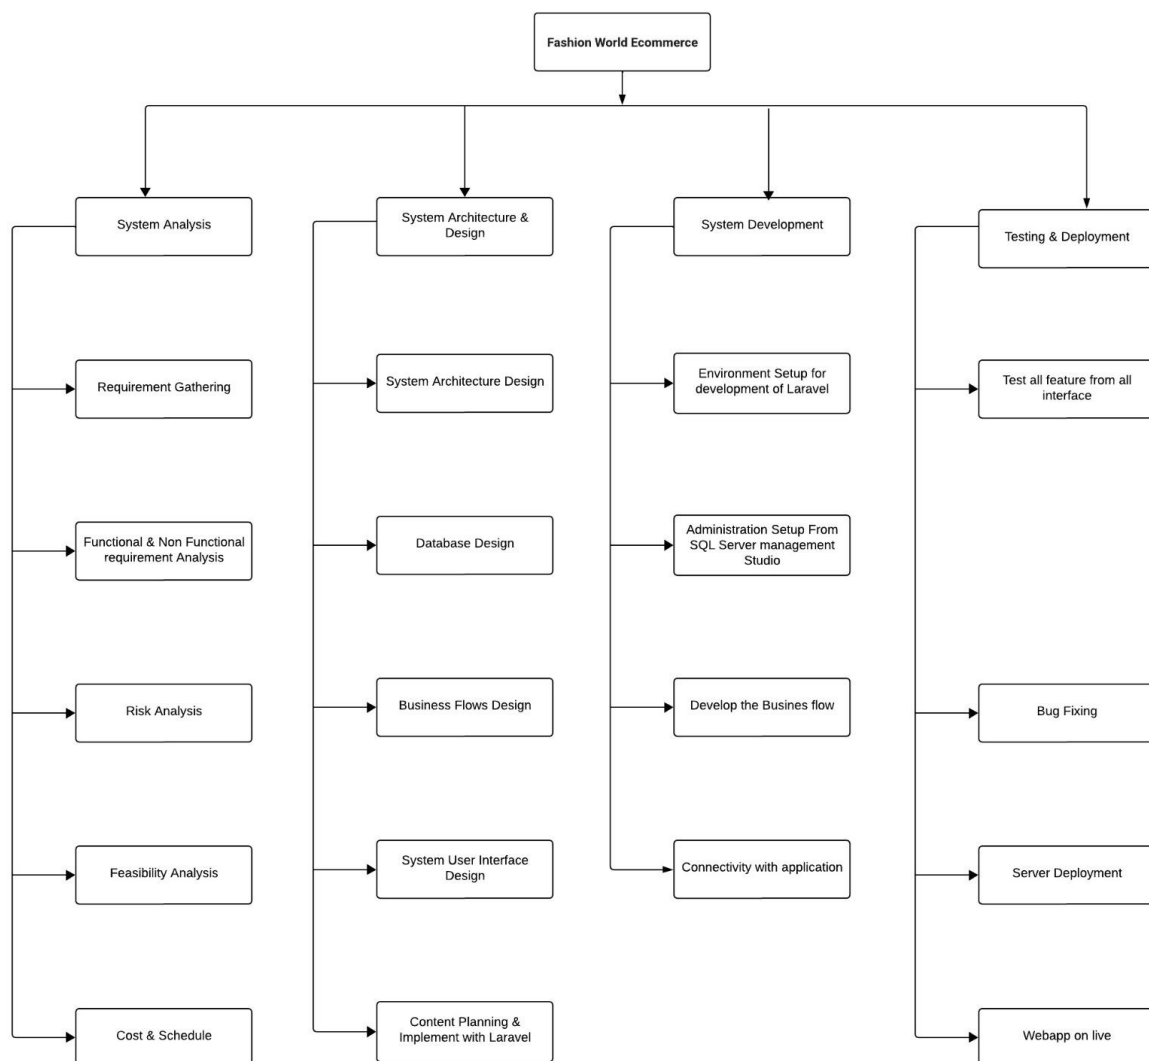 Fashion World Ecommerce
System Analysis
Requirement Gathering
Functional & Non Functional
requirement Analysis
Risk Analysis
Feasibility Analysis
Cost & Schedule
System Architecture &
Design
System Architecture Design
Database Design
Business Flows Design
System User Interface
Design
Content Planning &
Implement with Laravel
System Development
Environment Setup for
development of Laravel
Administration Setup From
SQL Server management
Studio
Develop the Busines flow
Connectivity with application
Testing & Deployment
Test all feature from all
interface
Bug Fixing
Server Deployment
Webapp on live